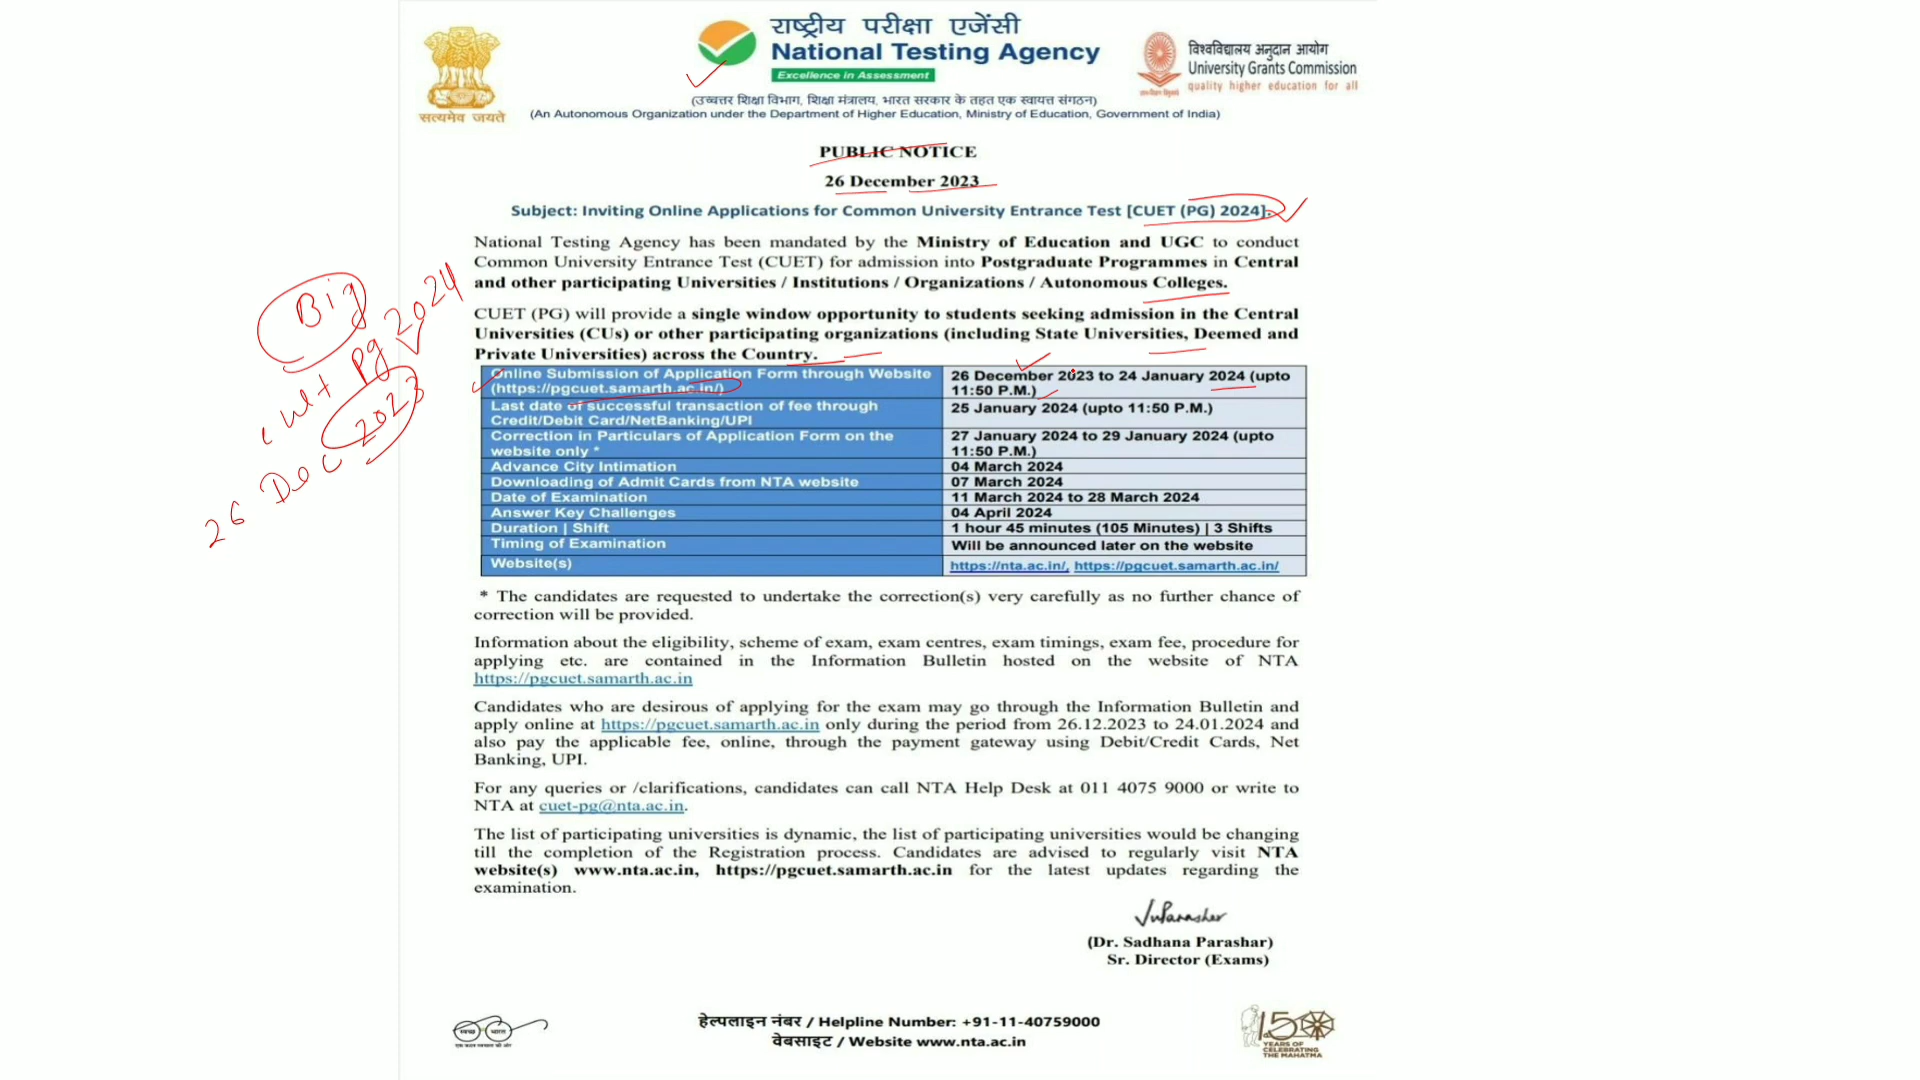 राष्ट्रीय परीक्षा एजेंसी
National Testing Agency
Excellence in Assessment
विश्वविद्यालय अनुदान आयोग
University Grants Commission
quality higher education for all
सत्यमेव जयते
(उच्चतर शिक्षा विभाग, शिक्षा मंत्रालय, भारत सरकार के तहत एक स्वायत्त संगठन)
(An Autonomous Organization under the Department of Higher Education, Ministry of Education, Government of India)
PUBLIC NOTICE
26 December 2023
Subject: Inviting Online Applications for Common University Entrance Test [CUET (PG) 2024].
National Testing Agency has been mandated by the Ministry of Education and UGC to conduct
Common University Entrance Test (CUET) for admission into Postgraduate Programmes in Central
and other participating Universities / Institutions / Organizations / Autonomous Colleges.
CUET (PG) will provide a single window opportunity to students seeking admission in the Central
Universities (CUs) or other participating organizations (including State Universities, Deemed and
Private Universities) across the Country.
Online Submission of Application Form through Website
(https://pgcuet.samarth.ac.in/)
26 December 2023 to 24 January 2024 (upto
11:50 P.M.)
Last date of successful transaction of fee through
Credit/Debit Card/NetBanking/UPI
25 January 2024 (upto 11:50 P.M.)
Correction in Particulars of Application Form on the
website only *
27 January 2024 to 29 January 2024 (upto
11:50 P.M.)
Advance City Intimation
04 March 2024
Downloading of Admit Cards from NTA website
07 March 2024
Date of Examination
11 March 2024 to 28 March 2024
Answer Key Challenges
04 April 2024
Duration | Shift
1 hour 45 minutes (105 Minutes) | 3 Shifts
Timing of Examination
Will be announced later on the website
Website(s)
https://nta.ac.in/, https://pgcuet.samarth.ac.in/
* The candidates are requested to undertake the correction(s) very carefully as no further chance of
correction will be provided.
Information about the eligibility, scheme of exam, exam centres, exam timings, exam fee, procedure for
applying etc. are contained in the Information Bulletin hosted on the website of NTA
https://pgcuet.samarth.ac.in
Candidates who are desirous of applying for the exam may go through the Information Bulletin and
apply online at https://pgcuet.samarth.ac.in only during the period from 26.12.2023 to 24.01.2024 and
also pay the applicable fee, online, through the payment gateway using Debit/Credit Cards, Net
Banking, UPI.
For any queries or /clarifications, candidates can call NTA Help Desk at 011 4075 9000 or write to
NTA at cuet-pg@nta.ac.in.
The list of participating universities is dynamic, the list of participating universities would be changing
till the completion of the Registration process. Candidates are advised to regularly visit NTA
website(s) www.nta.ac.in, https://pgcuet.samarth.ac.in for the latest updates regarding the
examination.
(Dr. Sadhana Parashar)
Sr. Director (Exams)
हेल्पलाइन नंबर / Helpline Number: +91-11-40759000
वेबसाइट / Website www.nta.ac.in
स्वच्छ भारत
150
YEARS OF
CELEBRATING
THE MAHATMA
Big
cuet Pg 2024
26 Dec 2023